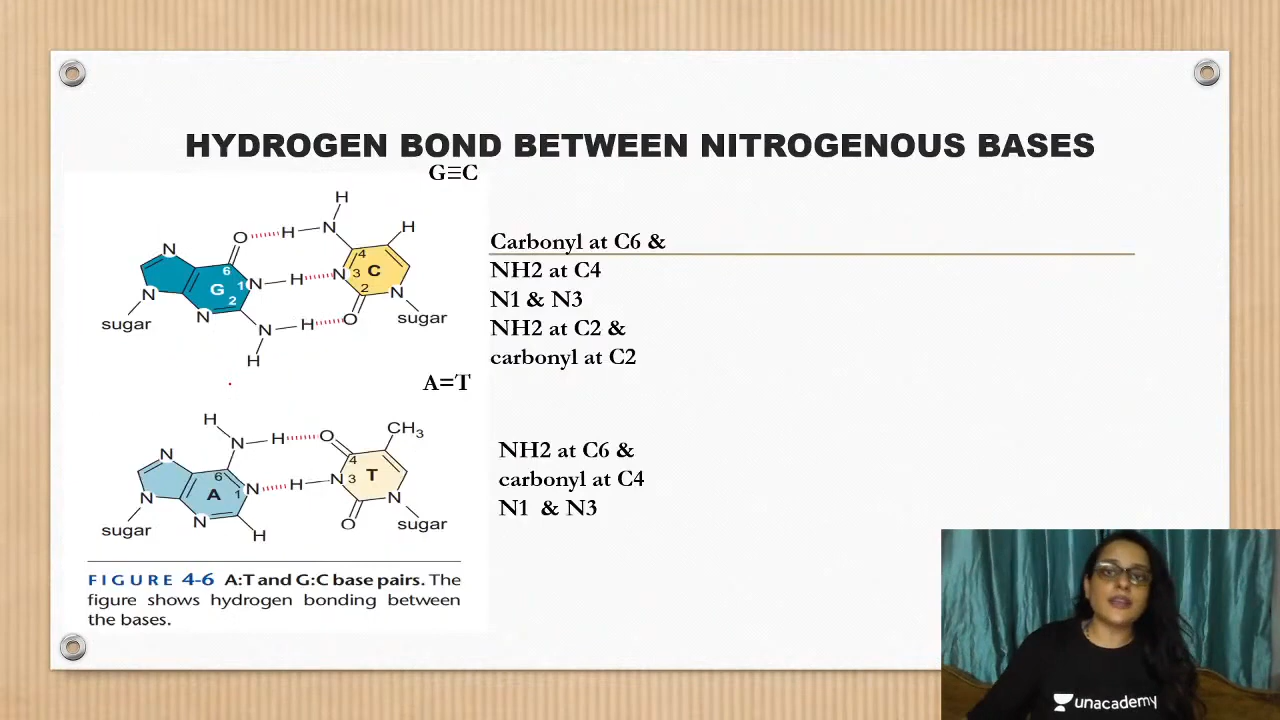 HYDROGEN BOND BETWEEN NITROGENOUS BASES
G≡C
H
O H N H
N 6 4
N 1 H N 3 C
G 2 2
N N N
sugar N H O sugar
H
Carbonyl at C6 &
NH2 at C4
N1 & N3
NH2 at C2 &
carbonyl at C2
A=T
H
N H O CH3
N 6 4
A 1 N H N 3 T
N N N
sugar H O sugar
NH2 at C6 &
carbonyl at C4
N1 & N3
FIGURE 4-6 A:T and G:C base pairs. The
figure shows hydrogen bonding between
the bases.
unacademy